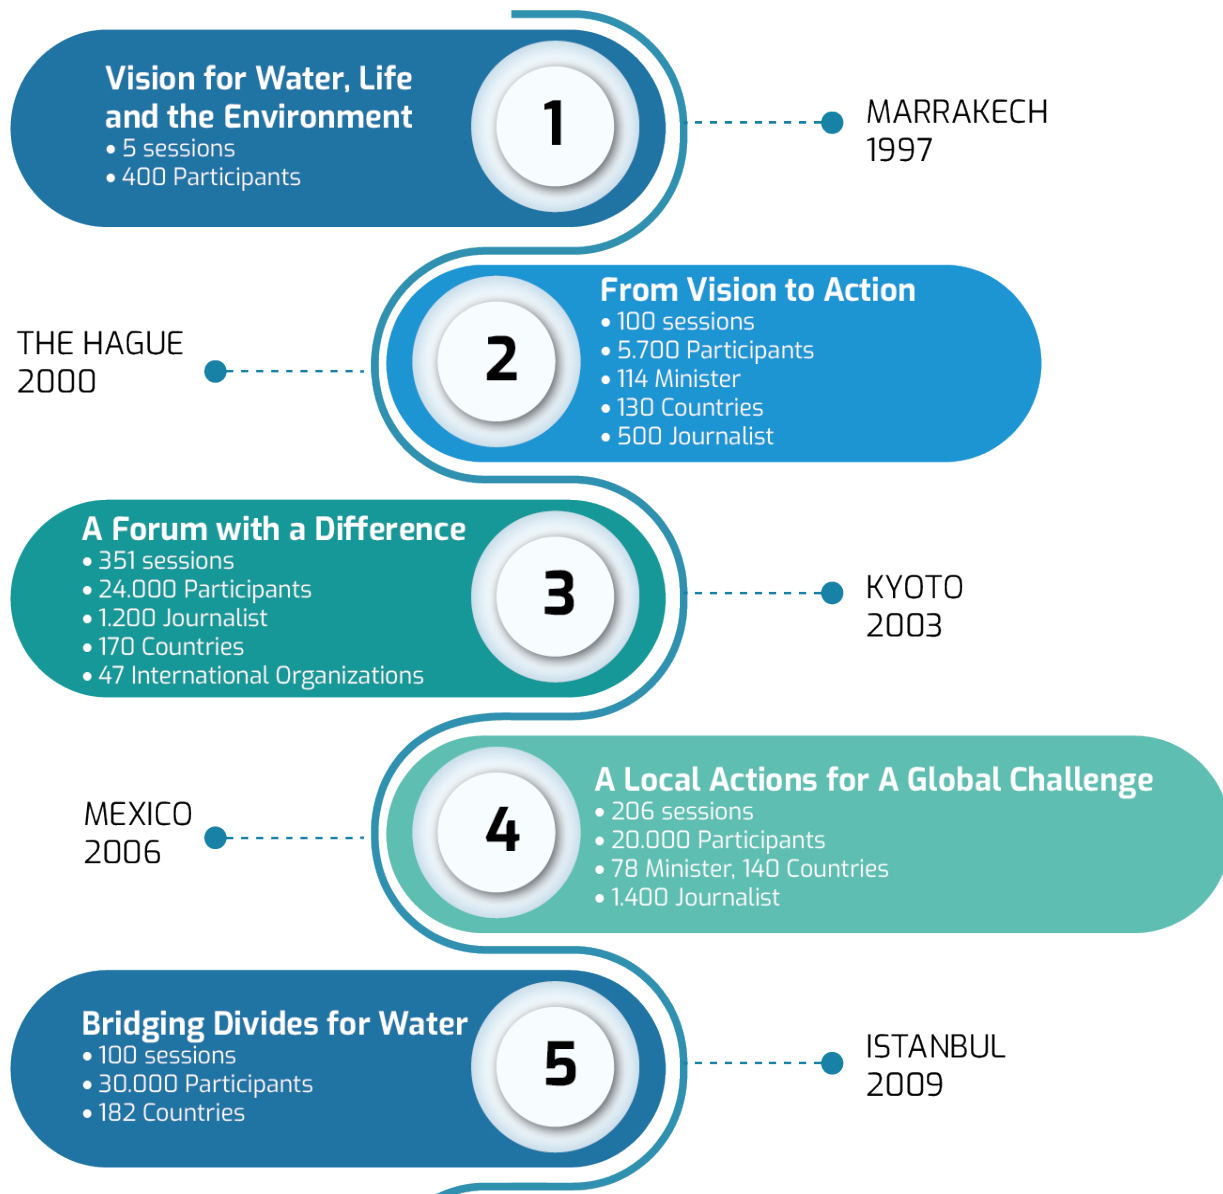 Vision for Water, Life
and the Environment
• 5 sessions
• 400 Participants
1
MARRAKECH
1997
THE HAGUE
2000
2
From Vision to Action
• 100 sessions
• 5.700 Participants
• 114 Minister
• 130 Countries
• 500 Journalist
A Forum with a Difference
• 351 sessions
• 24.000 Participants
• 1.200 Journalist
• 170 Countries
• 47 International Organizations
3
KYOTO
2003
MEXICO
2006
4
A Local Actions for A Global Challenge
• 206 sessions
• 20.000 Participants
• 78 Minister, 140 Countries
• 1.400 Journalist
Bridging Divides for Water
• 100 sessions
• 30.000 Participants
• 182 Countries
5
ISTANBUL
2009